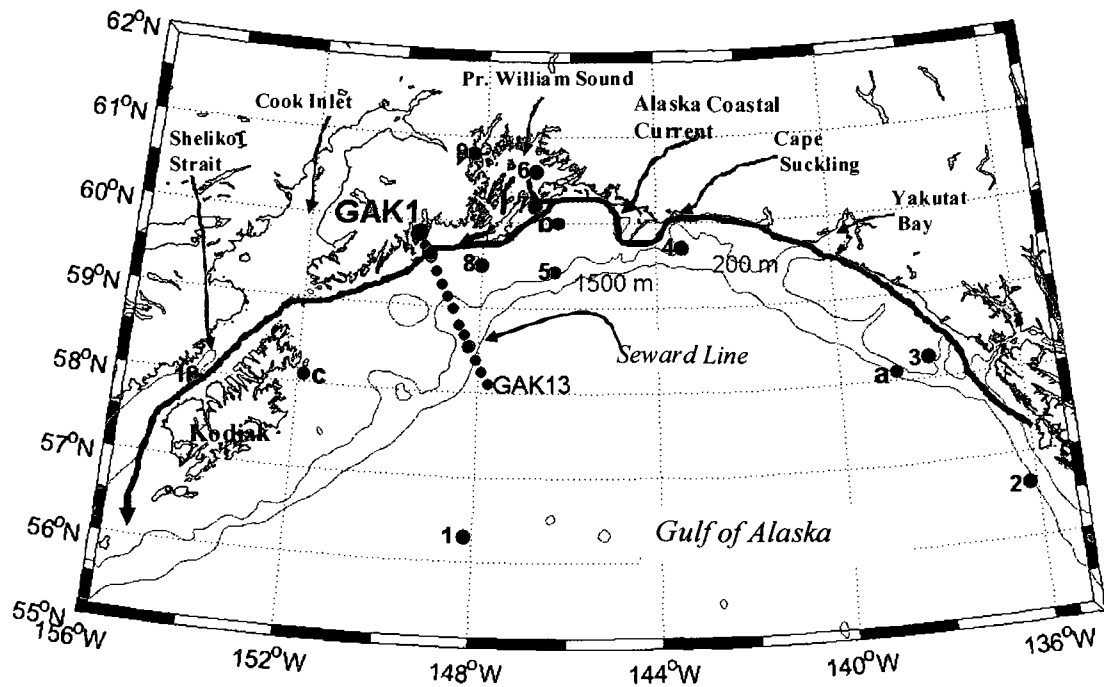 62°N
61°N
60°N
59°N
58°N
57°N
56°N
55°N
156°W
152°W
148°W
144°W
140°W
136°W
Pr. William Sound
Cook Inlet
Alaska Coastal
Current
Cape
Suckling
Shelikof
Strait
Yakutat
Bay
GAK1
9
6
b
8
5
4
200 m
1500 m
Seward Line
GAK13
3
a
c
10
Kodiak
2
1
Gulf of Alaska